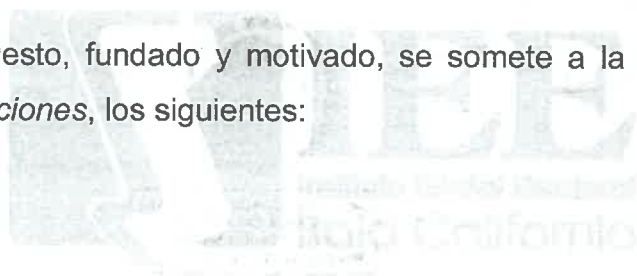 esto, fundado y motivado, se somete a la
ciones, los siguientes:
IEE
Instituto Estatal Electoral
Baja California